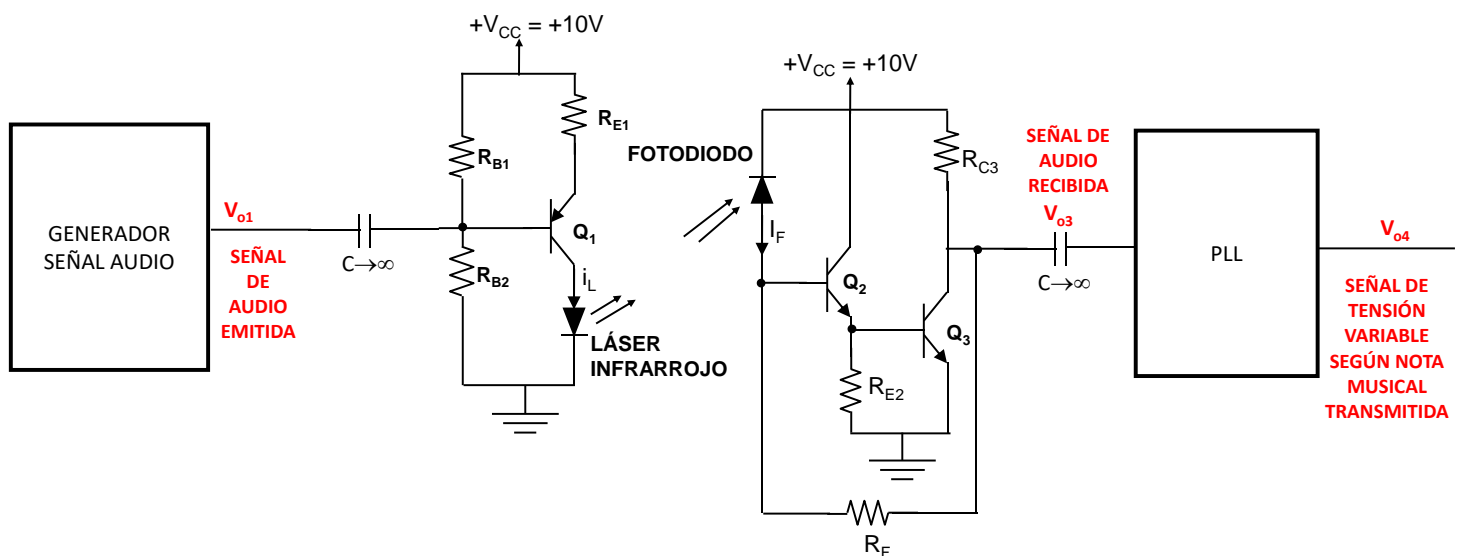 +VCC = +10V
RE1
RB1
GENERADOR
SEÑAL AUDIO
Vo1
SEÑAL
DE
AUDIO
EMITIDA
C→∞
RB2
Q1
iL
LÁSER
INFRARROJO
+VCC = +10V
FOTODIODO
RC3
IF
Q2
Q3
RE2
RF
SEÑAL DE
AUDIO
RECIBIDA
Vo3
C→∞
PLL
Vo4
SEÑAL DE
TENSIÓN
VARIABLE
SEGÚN NOTA
MUSICAL
TRANSMITIDA